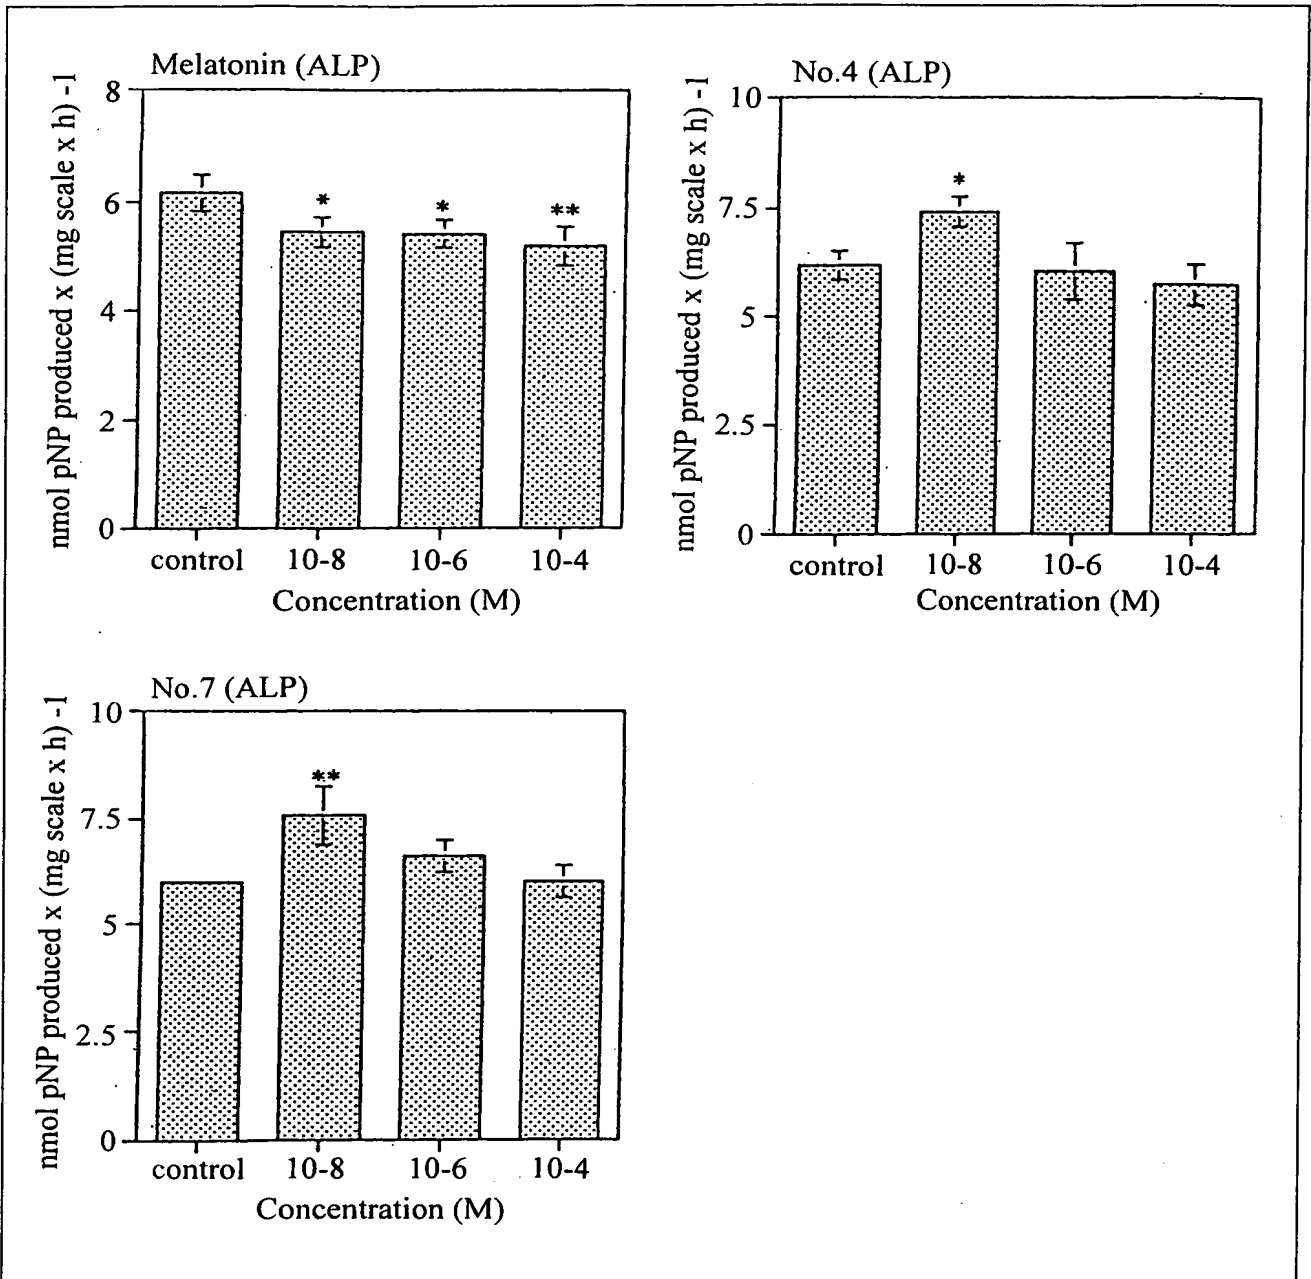 Melatonin (ALP)
nmol pNP produced x (mg scale x h) -1
8
6
4
2
0
*
*
**
control 10-8 10-6 10-4
Concentration (M)
No.4 (ALP)
nmol pNP produced x (mg scale x h) -1
10
7.5
5
2.5
0
*
control 10-8 10-6 10-4
Concentration (M)
No.7 (ALP)
nmol pNP produced x (mg scale x h) -1
10
7.5
5
2.5
0
**
control 10-8 10-6 10-4
Concentration (M)